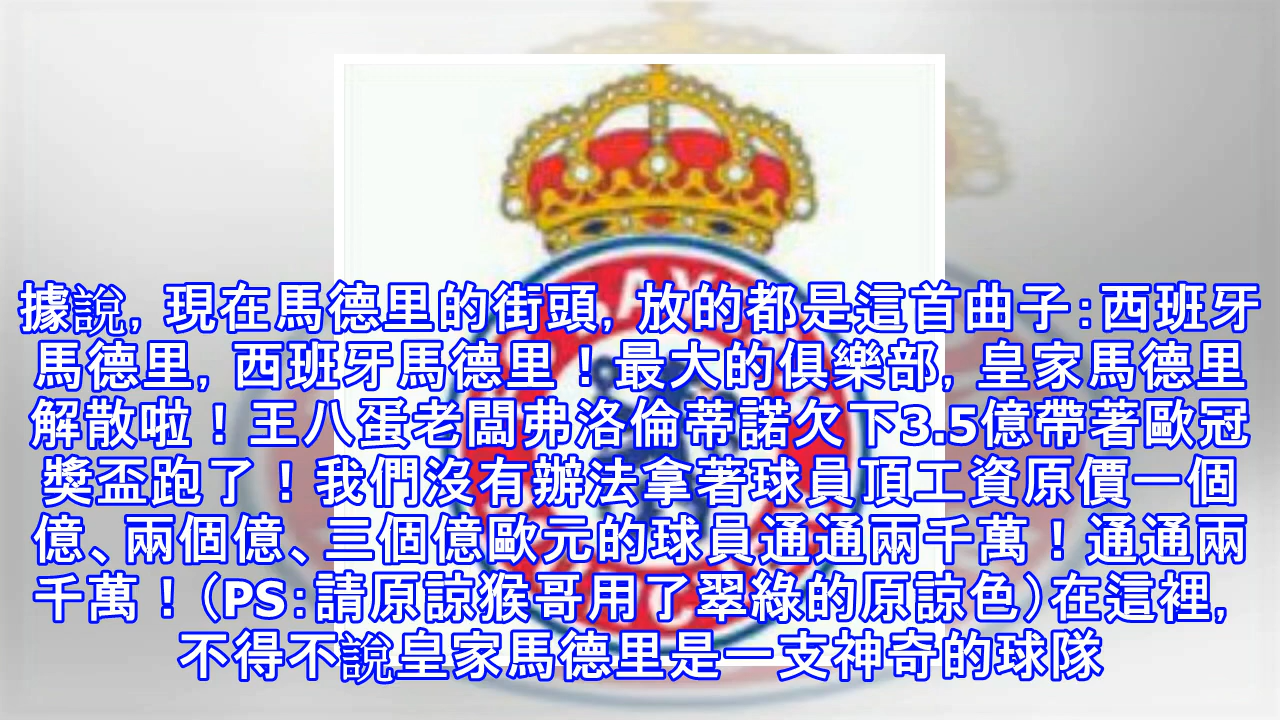 據説, 現在馬德里的街頭, 放的都是這首曲子:西班牙
馬德里, 西班牙馬德里！最大的俱樂部, 皇家馬德里
解散啦！王八蛋老闆弗洛倫蒂諾欠下3.5億帶著歐冠
獎盃跑了！我們沒有辦法拿著球員頂工資原價一個
億、兩個億、三個億歐元的球員通通兩千萬！通通兩
千萬！(PS:請原諒猴哥用了翠綠的原諒色)在這裡,
不得不説皇家馬德里是一支神奇的球隊